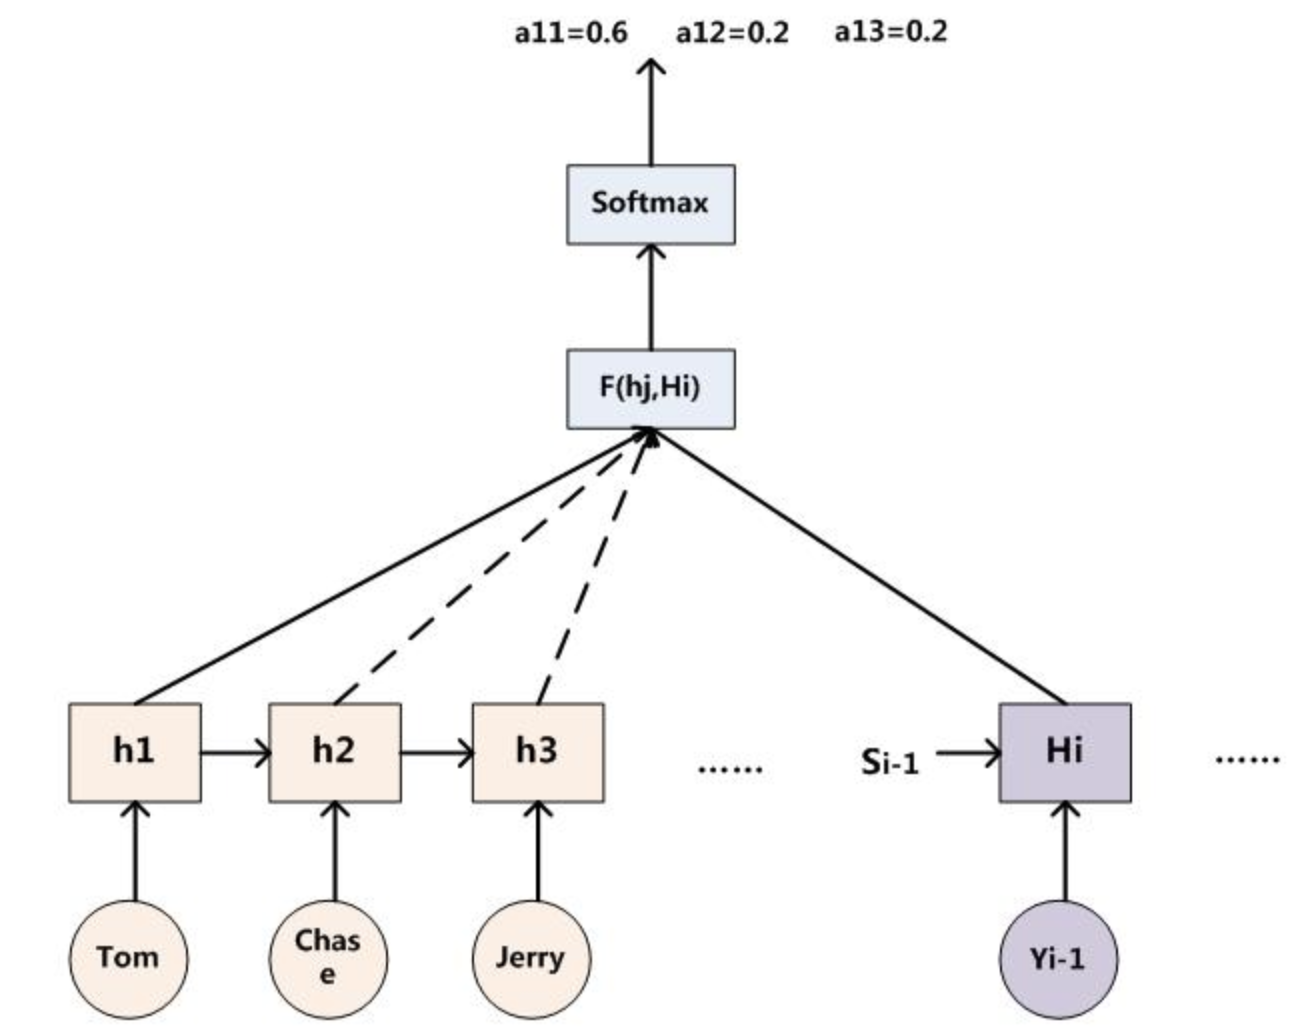 a11=0.6 a12=0.2 a13=0.2
Softmax
F(hj,Hi)
h1 h2 h3 ...... Si-1 Hi ......
Tom
Chas
e
Jerry
Yi-1